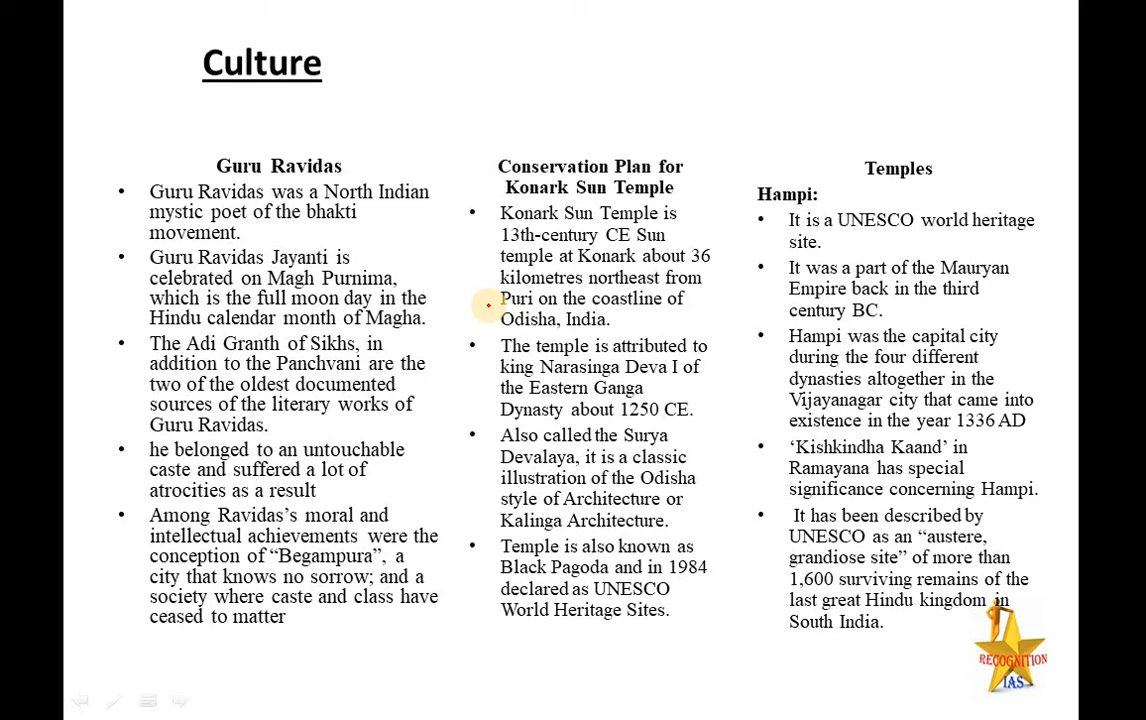 Culture
Guru Ravidas
• Guru Ravidas was a North Indian
mystic poet of the bhakti
movement.
• Guru Ravidas Jayanti is
celebrated on Magh Purnima,
which is the full moon day in the
Hindu calendar month of Magha.
• The Adi Granth of Sikhs, in
addition to the Panchvani are the
two of the oldest documented
sources of the literary works of
Guru Ravidas.
• he belonged to an untouchable
caste and suffered a lot of
atrocities as a result
• Among Ravidas’s moral and
intellectual achievements were the
conception of “Begampura”, a
city that knows no sorrow; and a
society where caste and class have
ceased to matter
Conservation Plan for
Konark Sun Temple
• Konark Sun Temple is
13th-century CE Sun
temple at Konark about 36
kilometres northeast from
Puri on the coastline of
Odisha, India.
• The temple is attributed to
king Narasinga Deva I of
the Eastern Ganga
Dynasty about 1250 CE.
• Also called the Surya
Devalaya, it is a classic
illustration of the Odisha
style of Architecture or
Kalinga Architecture.
• Temple is also known as
Black Pagoda and in 1984
declared as UNESCO
World Heritage Sites.
Temples
Hampi:
• It is a UNESCO world heritage
site.
• It was a part of the Mauryan
Empire back in the third
century BC.
• Hampi was the capital city
during the four different
dynasties altogether in the
Vijayanagar city that came into
existence in the year 1336 AD
• ‘Kishkindha Kaand’ in
Ramayana has special
significance concerning Hampi.
• It has been described by
UNESCO as an “austere,
grandiose site” of more than
1,600 surviving remains of the
last great Hindu kingdom in
South India.
RECOGNITION
IAS